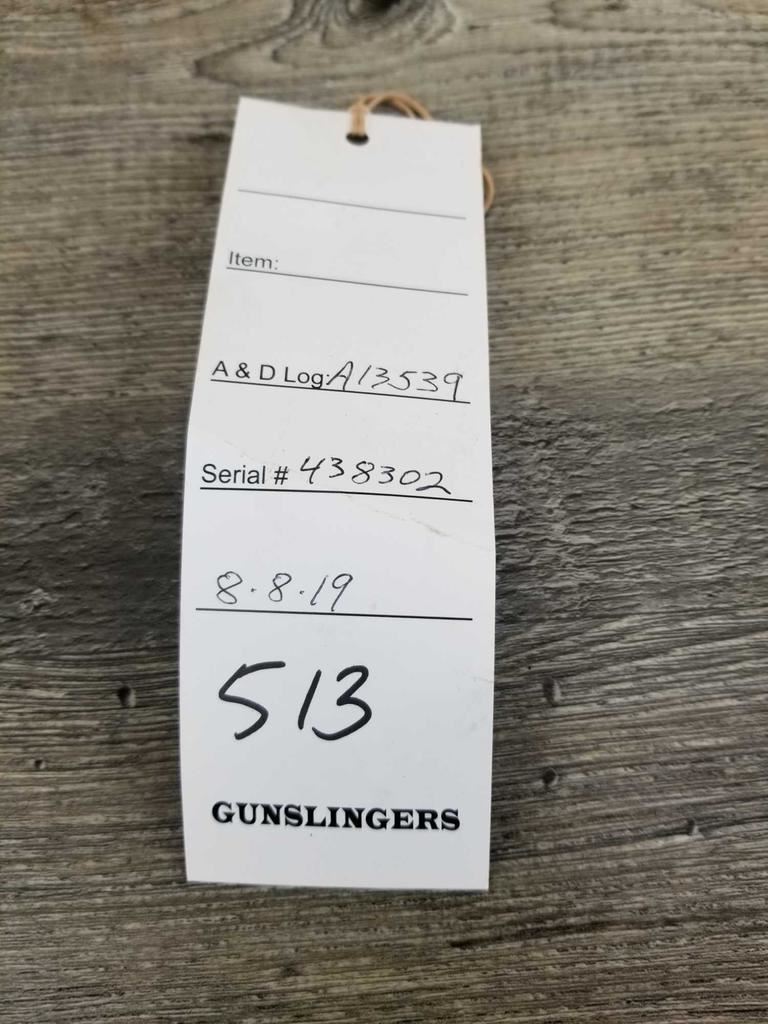 Item:
A & D Log: A13539
Serial # 438302
8.8.19
513
GUNSLINGERS